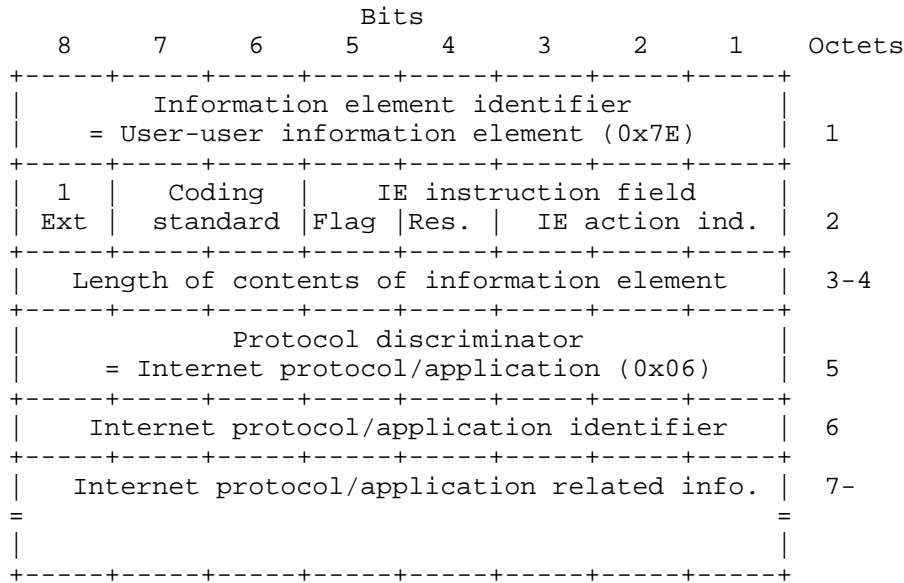 Bits
    8     7     6     5     4     3     2     1    Octets
 +-----+-----+-----+-----+-----+-----+-----+-----+
 |         Information element identifier        |
 |     = User-user information element (0x7E)    |  1
 +-----+-----+-----+-----+-----+-----+-----+-----+
 |  1  |   Coding  |    IE instruction field     |
 | Ext |  standard |Flag |Res. |  IE action ind. |  2
 +-----+-----+-----+-----+-----+-----+-----+-----+
 |   Length of contents of information element   |  3-4
 +-----+-----+-----+-----+-----+-----+-----+-----+
 |             Protocol discriminator            |
 |     = Internet protocol/application (0x06)    |  5
 +-----+-----+-----+-----+-----+-----+-----+-----+
 |    Internet protocol/application identifier   |  6
 +-----+-----+-----+-----+-----+-----+-----+-----+
 |   Internet protocol/application related info. |  7-
 =                                               =
 |                                               |
 +-----+-----+-----+-----+-----+-----+-----+-----+